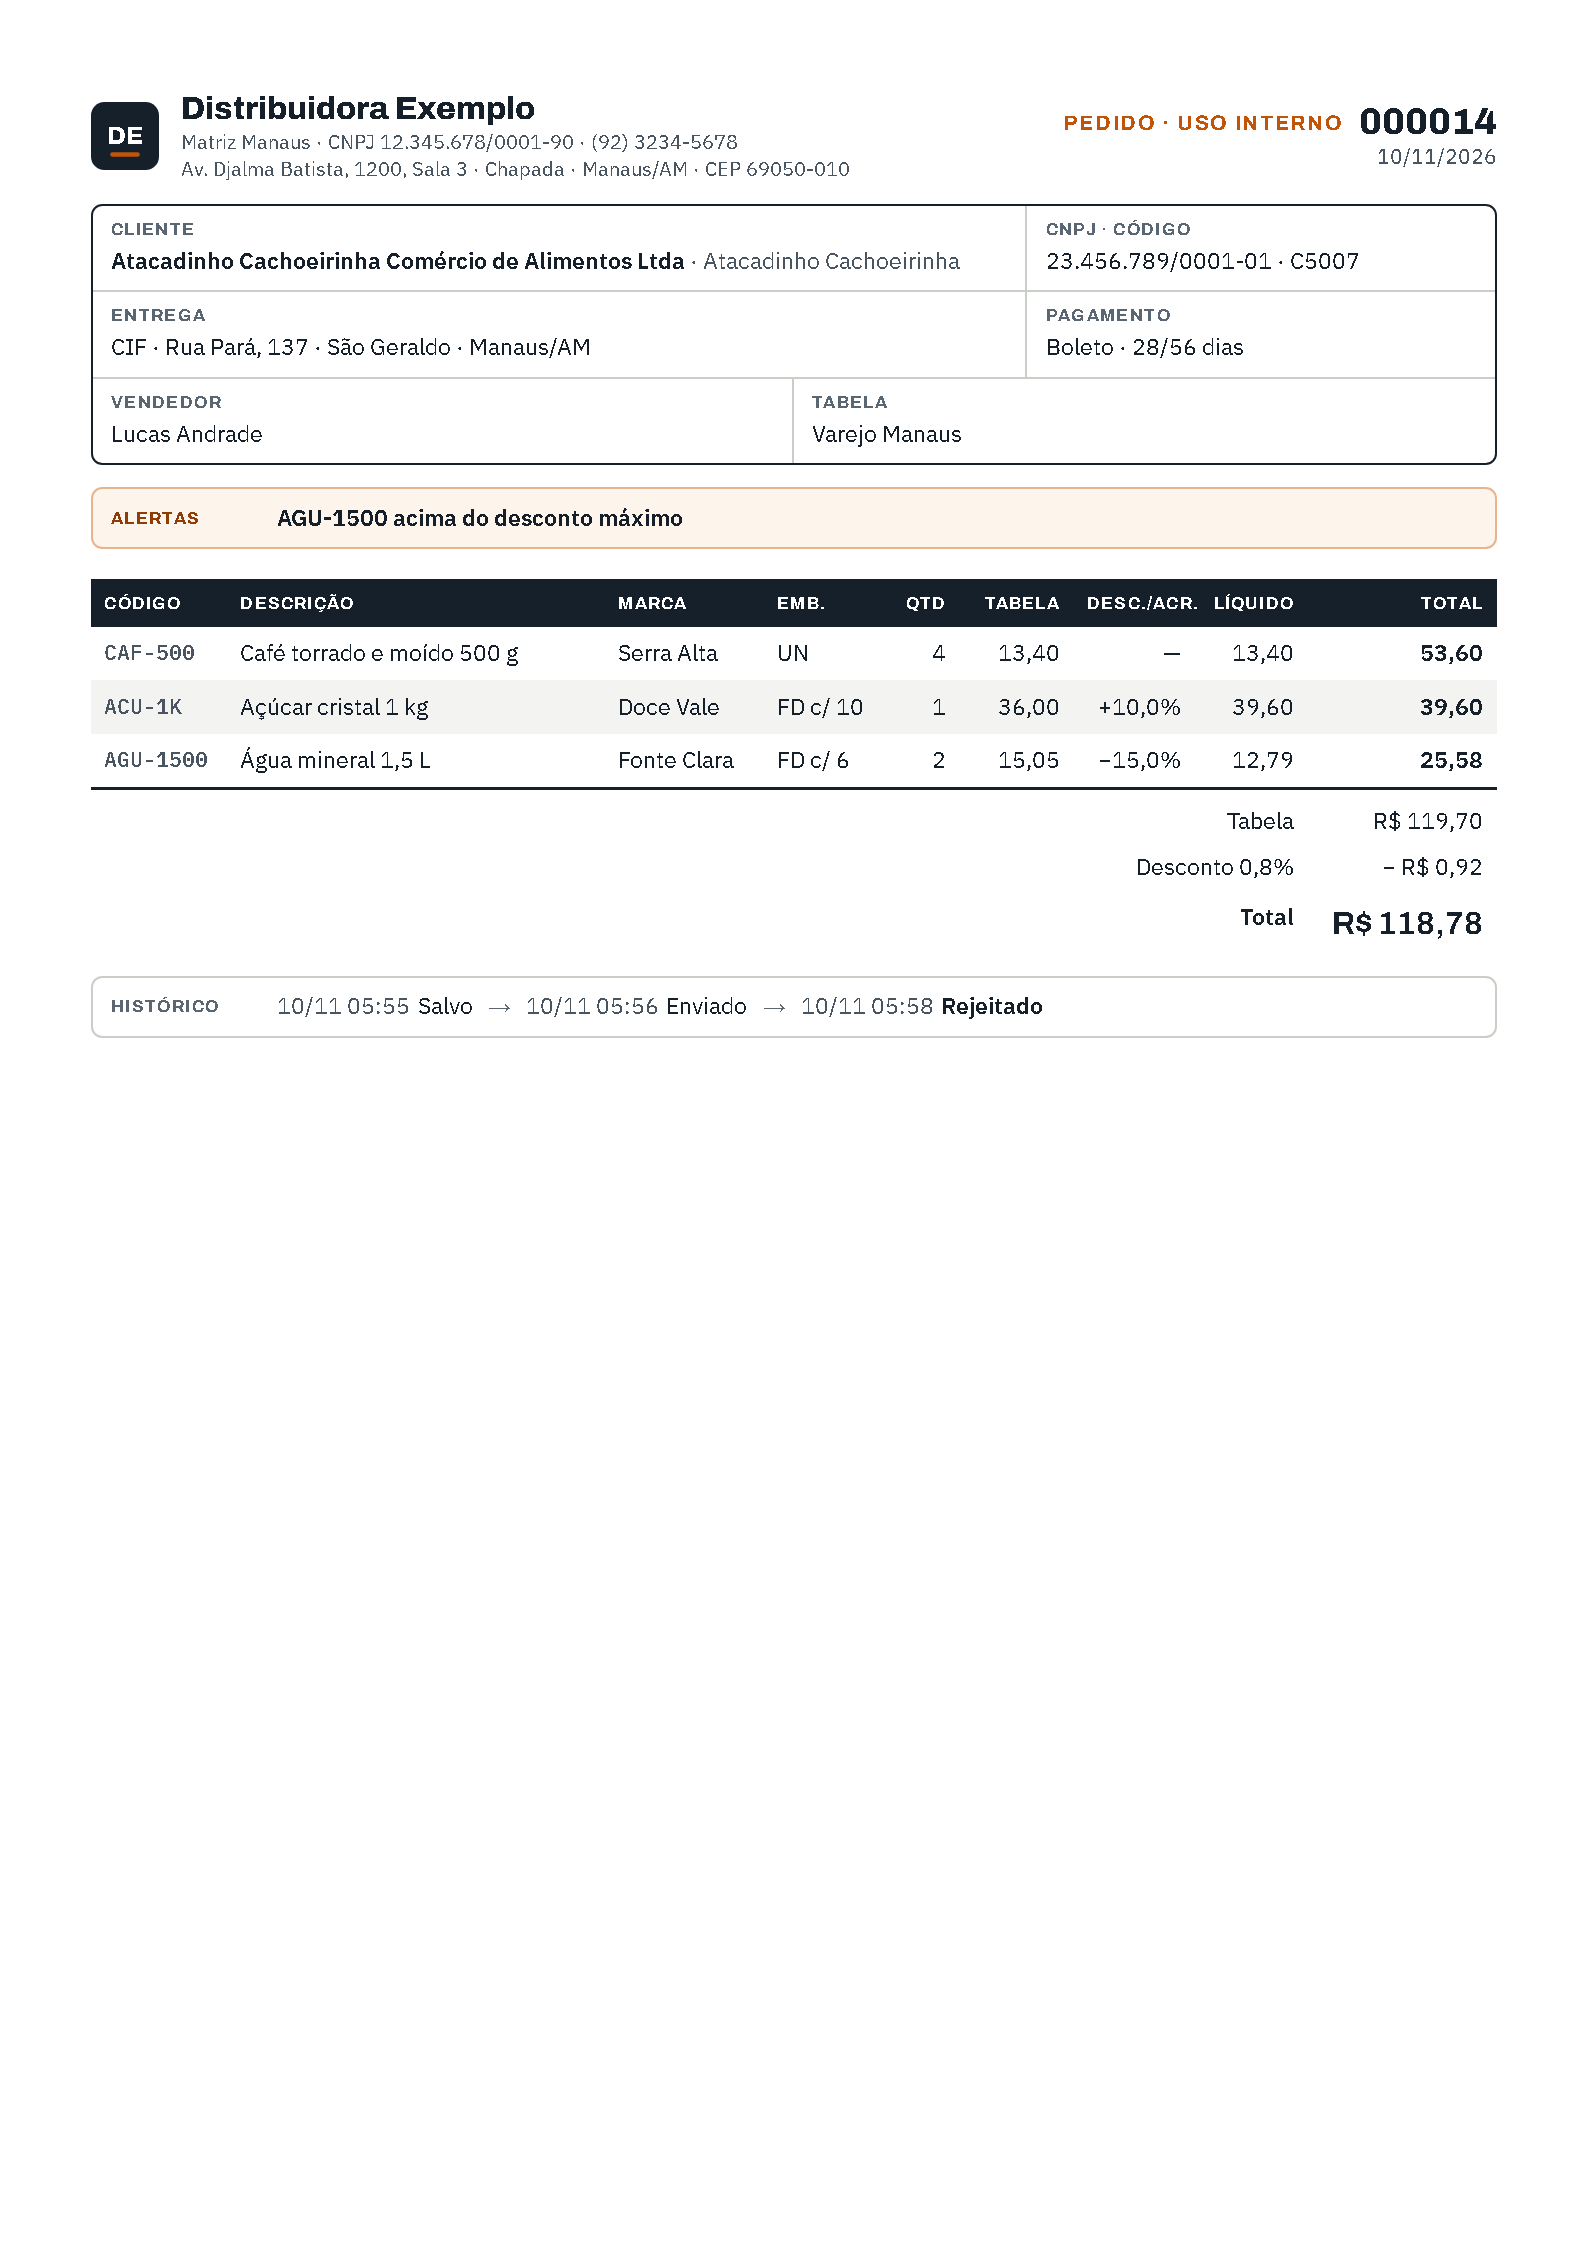 DE
Distribuidora Exemplo
Matriz Manaus · CNPJ 12.345.678/0001-90 · (92) 3234-5678
Av. Djalma Batista, 1200, Sala 3 · Chapada · Manaus/AM · CEP 69050-010
PEDIDO · USO INTERNO 000014
10/11/2026
CLIENTE
Atacadinho Cachoeirinha Comércio de Alimentos Ltda · Atacadinho Cachoeirinha
CNPJ · CÓDIGO
23.456.789/0001-01 · C5007
ENTREGA
CIF · Rua Pará, 137 · São Geraldo · Manaus/AM
PAGAMENTO
Boleto · 28/56 dias
VENDEDOR
Lucas Andrade
TABELA
Varejo Manaus
ALERTAS AGU-1500 acima do desconto máximo
CÓDIGO DESCRIÇÃO MARCA EMB. QTD TABELA DESC./ACR. LÍQUIDO TOTAL
CAF-500 Café torrado e moído 500 g Serra Alta UN 4 13,40 — 13,40 53,60
ACU-1K Açúcar cristal 1 kg Doce Vale FD c/ 10 1 36,00 +10,0% 39,60 39,60
AGU-1500 Água mineral 1,5 L Fonte Clara FD c/ 6 2 15,05 −15,0% 12,79 25,58
Tabela R$ 119,70
Desconto 0,8% − R$ 0,92
Total R$ 118,78
HISTÓRICO 10/11 05:55 Salvo → 10/11 05:56 Enviado → 10/11 05:58 Rejeitado